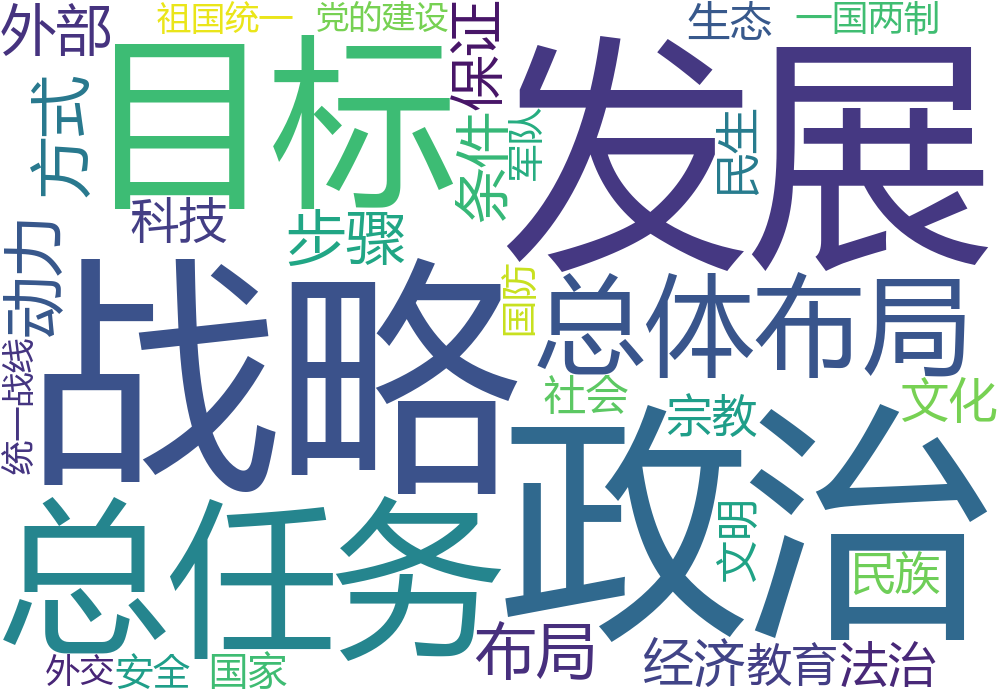 外部
祖国统一
党的建设
保证
生态
一国两制
目标
发展
方式
条件
军队
民生
科技
步骤
动力
战略
国防
总体布局
统一战线
社会
宗教
文化
政治
总任务
文明
民族
布局
外交
安全
国家
经济
教育
法治